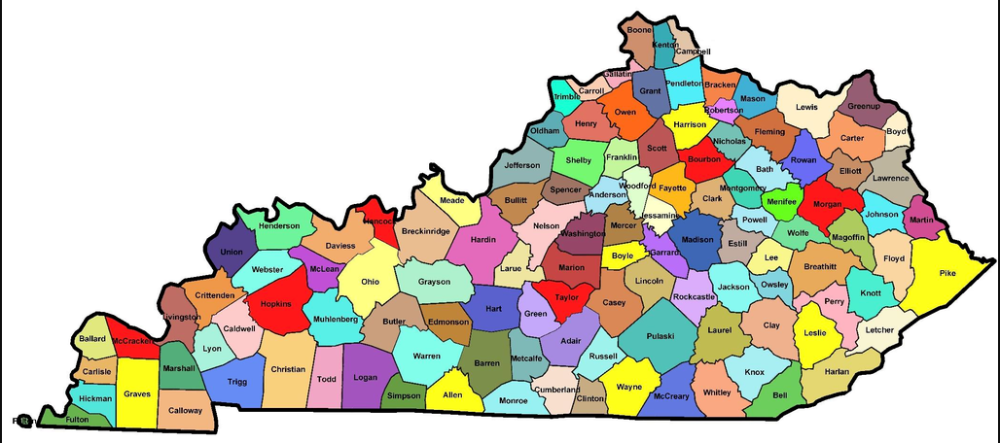 Boone
Kenton
Campbell
Gallatin
Grant
Pendleton
Bracken
Trimble
Carroll
Owen
Robertson
Mason
Lewis
Greenup
Oldham
Henry
Harrison
Fleming
Carter
Boyd
Jefferson
Shelby
Franklin
Scott
Bourbon
Nicholas
Bath
Rowan
Elliott
Lawrence
Meade
Bullitt
Spencer
Anderson
Woodford
Fayette
Clark
Montgomery
Menifee
Morgan
Johnson
Martin
Henderson
Hancock
Breckinridge
Hardin
Nelson
Washington
Mercer
Jessamine
Madison
Powell
Estill
Wolfe
Magoffin
Floyd
Pike
Union
Daviess
Webster
McLean
Ohio
Grayson
Larue
Marion
Boyle
Garrard
Lincoln
Lee
Breathitt
Knott
Crittenden
Hopkins
Muhlenberg
Butler
Edmonson
Hart
Green
Taylor
Casey
Rockcastle
Jackson
Owsley
Perry
Letcher
Livingston
Caldwell
Lyon
Ballard
McCracken
Marshall
Trigg
Christian
Todd
Logan
Warren
Barren
Metcalfe
Adair
Russell
Pulaski
Laurel
Clay
Leslie
Harlan
Carlisle
Hickman
Graves
Calloway
Simpson
Allen
Monroe
Cumberland
Clinton
Wayne
McCreary
Whitley
Knox
Bell
Fulton
Fulton